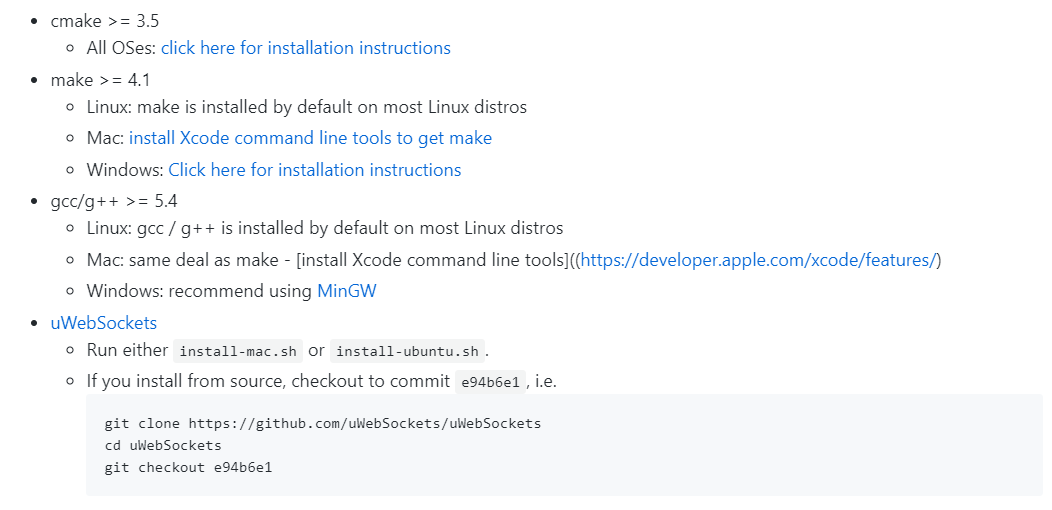 cmake >= 3.5
All OSes: click here for installation instructions
make >= 4.1
Linux: make is installed by default on most Linux distros
Mac: install Xcode command line tools to get make
Windows: Click here for installation instructions
gcc/g++ >= 5.4
Linux: gcc / g++ is installed by default on most Linux distros
Mac: same deal as make - [install Xcode command line tools]((https://developer.apple.com/xcode/features/)
Windows: recommend using MinGW
uWebSockets
Run either install-mac.sh or install-ubuntu.sh.
If you install from source, checkout to commit e94b6e1, i.e.
git clone https://github.com/uWebSockets/uWebSockets
cd uWebSockets
git checkout e94b6e1